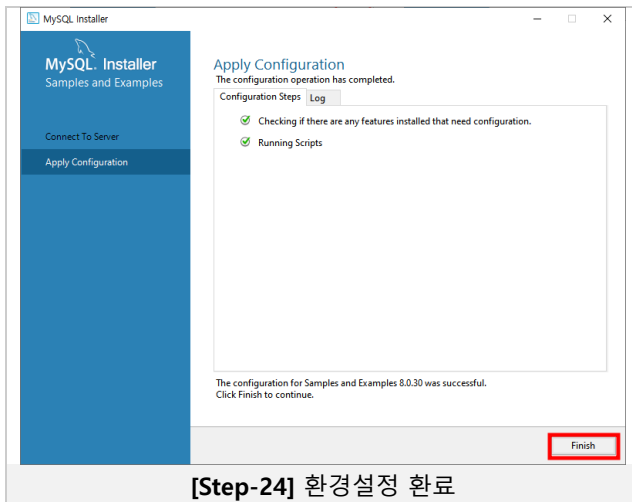 MySQL Installer
MySQL. Installer
Samples and Examples
Connect To Server
Apply Configuration
Apply Configuration
The configuration operation has completed.
Configuration Steps Log
Checking if there are any features installed that need configuration.
Running Scripts
The configuration for Samples and Examples 8.0.30 was successful.
Click Finish to continue.
Finish
[Step-24] 환경설정 완료